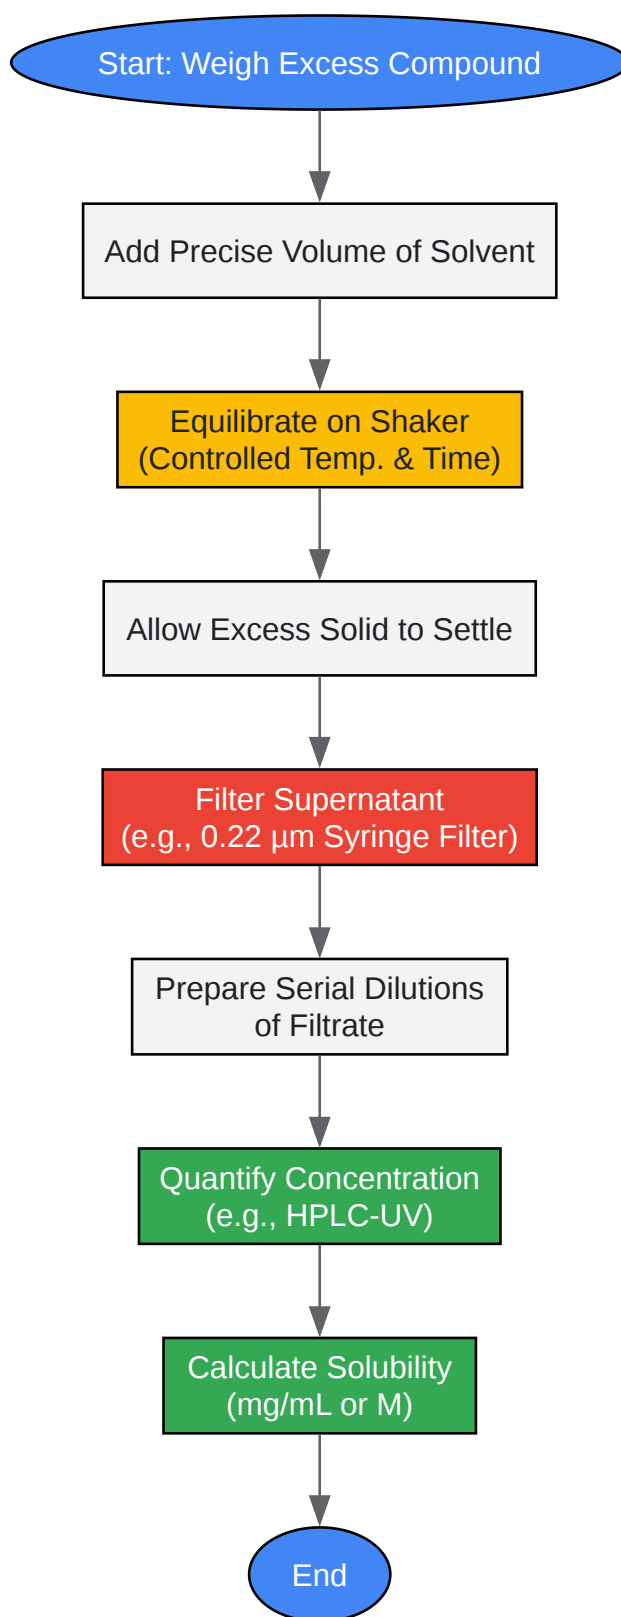 Start: Weigh Excess Compound
Add Precise Volume of Solvent
Equilibrate on Shaker
(Controlled Temp. & Time)
Allow Excess Solid to Settle
Filter Supernatant
(e.g., 0.22 µm Syringe Filter)
Prepare Serial Dilutions
of Filtrate
Quantify Concentration
(e.g., HPLC-UV)
Calculate Solubility
(mg/mL or M)
End